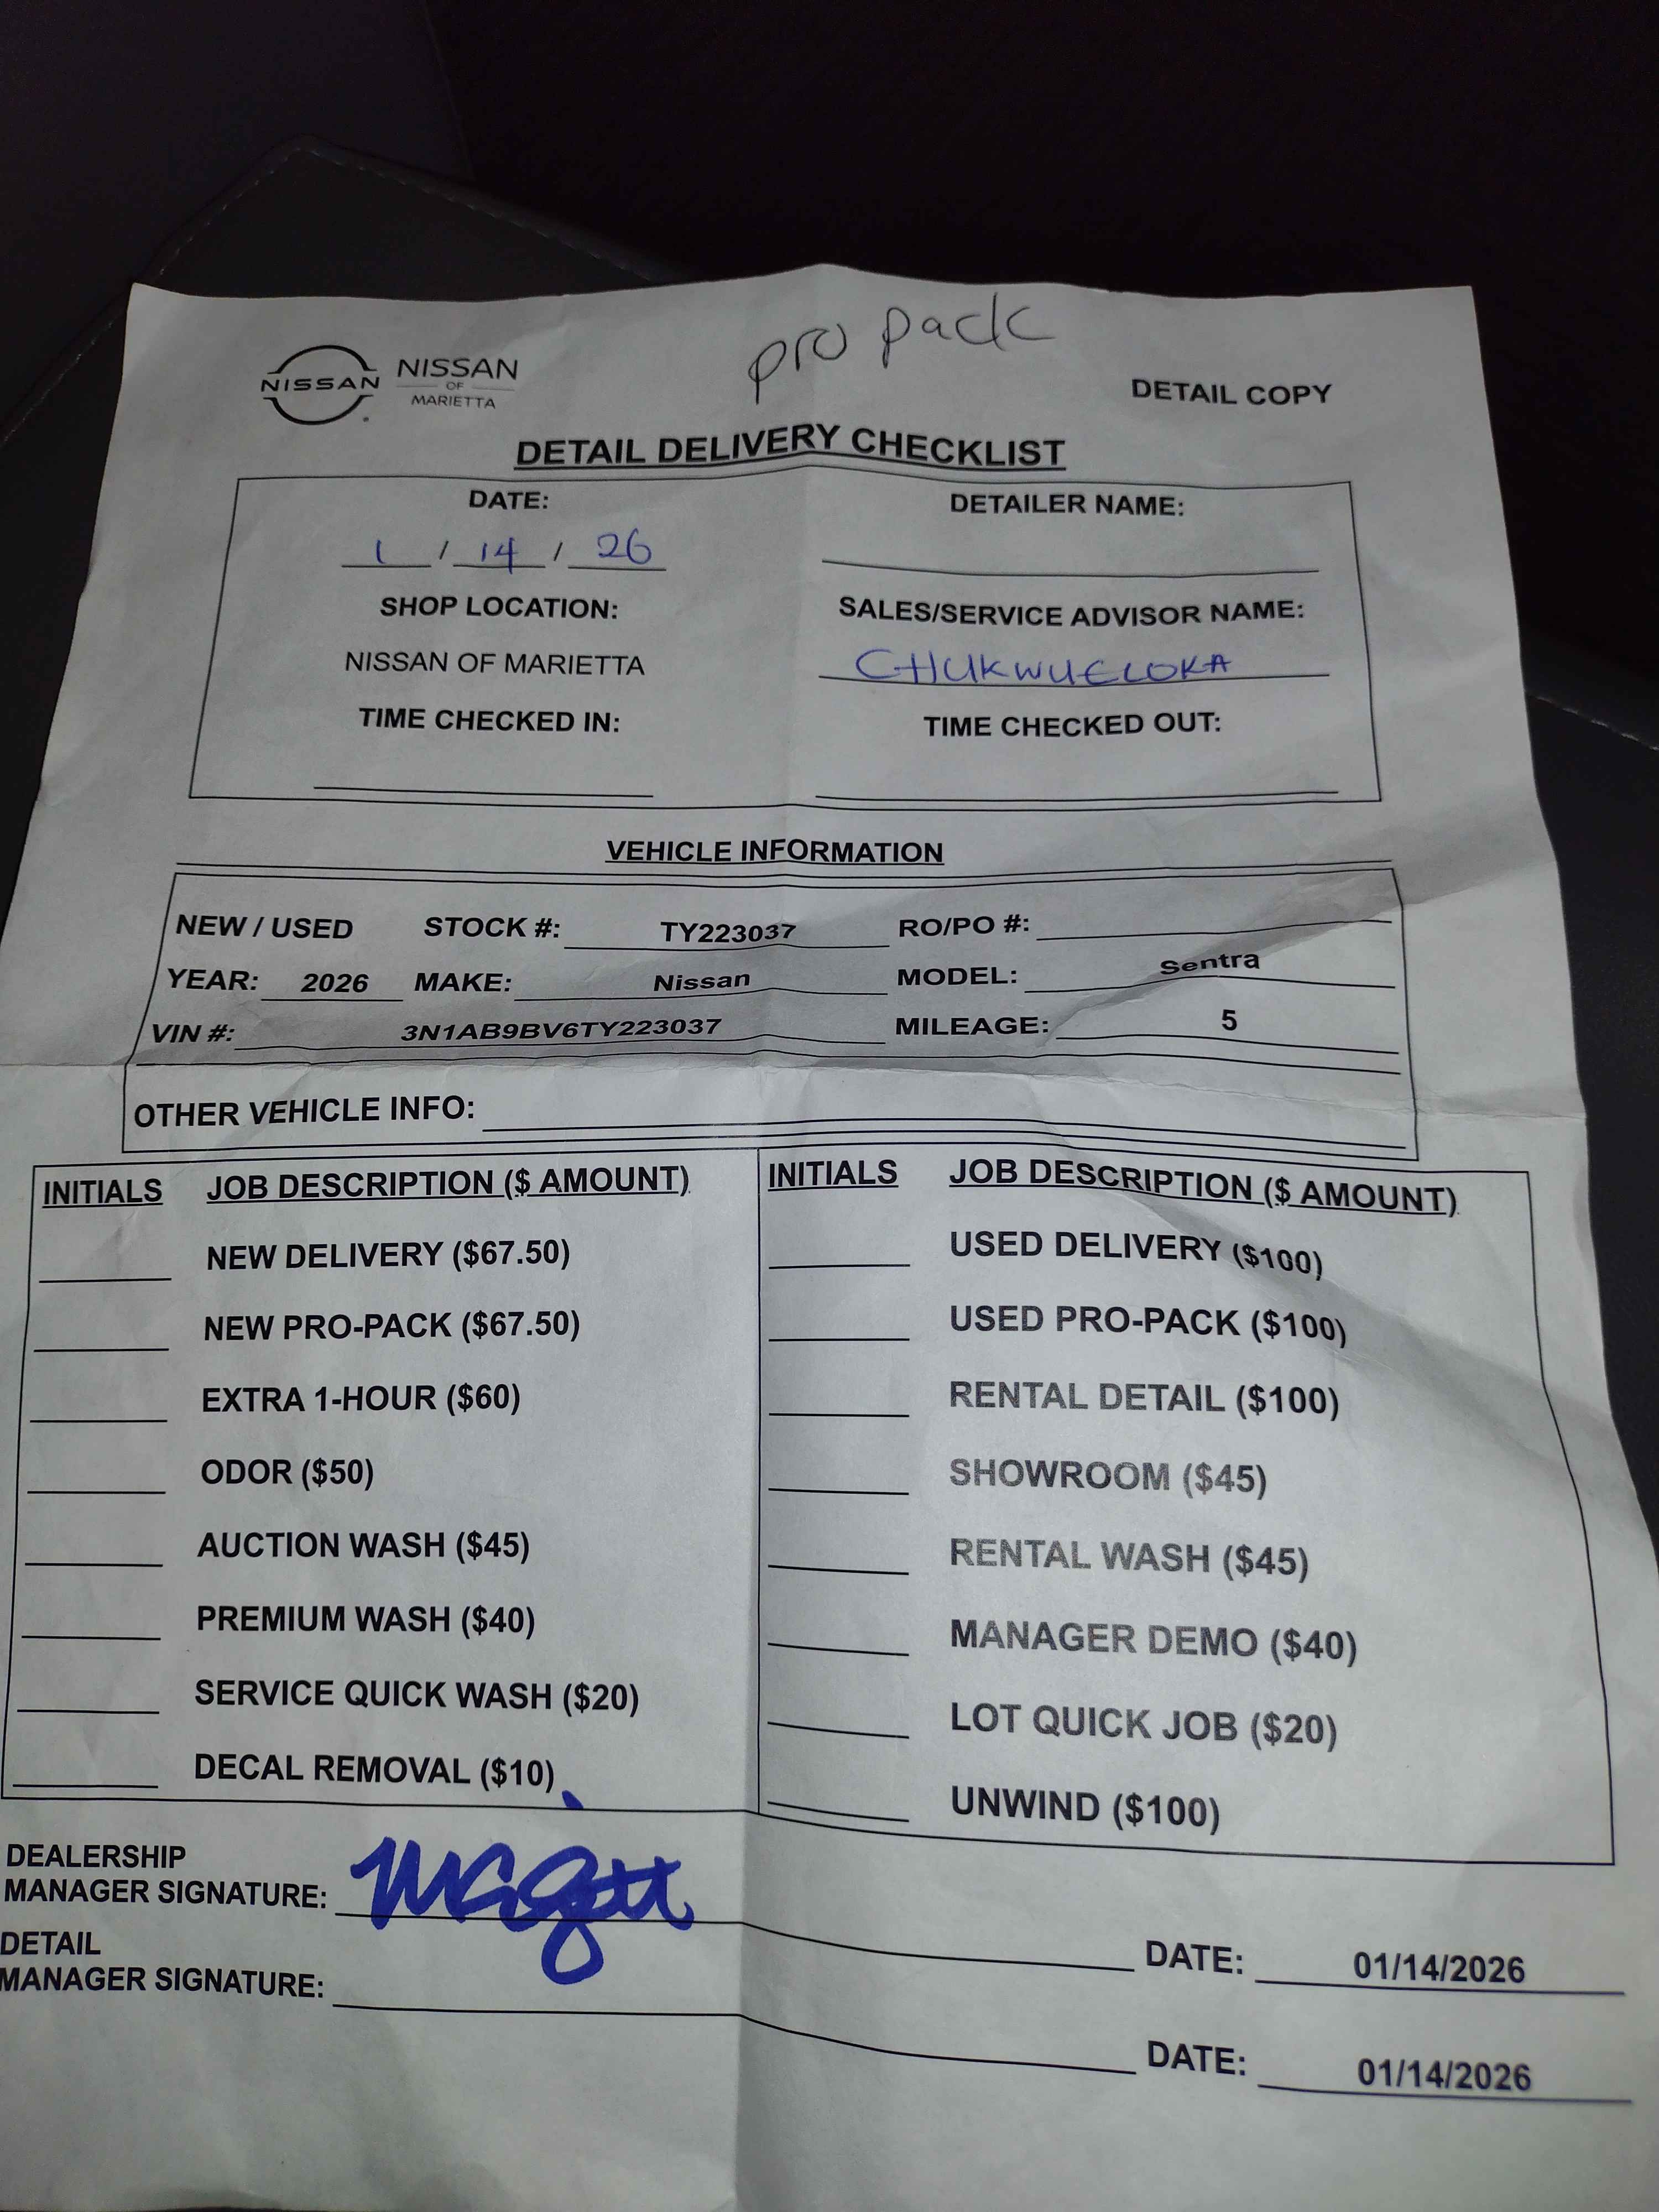 pro pack
NISSAN NISSAN OF MARIETTA
DETAIL COPY
DETAIL DELIVERY CHECKLIST
DATE: DETAILER NAME:
1 / 14 / 26
SHOP LOCATION: SALES/SERVICE ADVISOR NAME:
NISSAN OF MARIETTA CHUKWUELOKA
TIME CHECKED IN: TIME CHECKED OUT:
VEHICLE INFORMATION
NEW / USED STOCK #: TY223037 RO/PO #:
YEAR: 2026 MAKE: Nissan MODEL: Sentra
VIN #: 3N1AB9BV6TY223037 MILEAGE: 5
OTHER VEHICLE INFO:
INITIALS JOB DESCRIPTION ($ AMOUNT) INITIALS JOB DESCRIPTION ($ AMOUNT)
NEW DELIVERY ($67.50) USED DELIVERY ($100)
NEW PRO-PACK ($67.50) USED PRO-PACK ($100)
EXTRA 1-HOUR ($60) RENTAL DETAIL ($100)
ODOR ($50) SHOWROOM ($45)
AUCTION WASH ($45) RENTAL WASH ($45)
PREMIUM WASH ($40) MANAGER DEMO ($40)
SERVICE QUICK WASH ($20) LOT QUICK JOB ($20)
DECAL REMOVAL ($10) UNWIND ($100)
DEALERSHIP
MANAGER SIGNATURE: DATE: 01/14/2026
DETAIL
MANAGER SIGNATURE: DATE: 01/14/2026